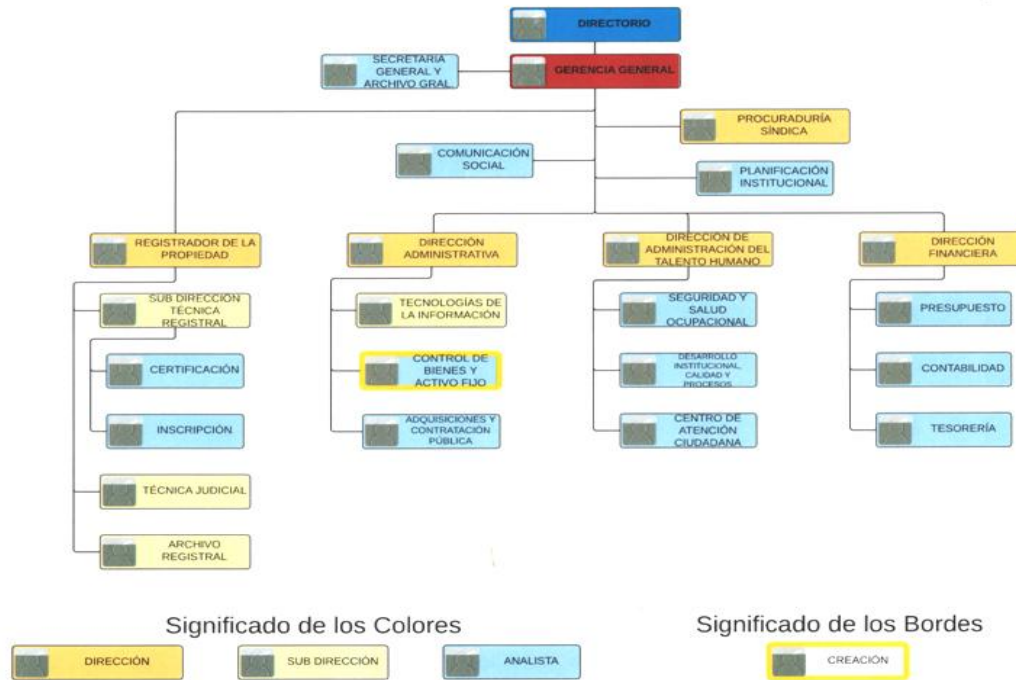 DIRECTORIO
SECRETARIA
GENERAL Y
ARCHIVO GRAL
GERENCIA GENERAL
PROCURADURÍA
SÍNDICA
COMUNICACIÓN
SOCIAL
PLANIFICACIÓN
INSTITUCIONAL
REGISTRADOR DE LA
PROPIEDAD
DIRECCIÓN
ADMINISTRATIVA
DIRECCIÓN DE
ADMINISTRACIÓN DEL
TALENTO HUMANO
DIRECCIÓN
FINANCIERA
SUB DIRECCIÓN
TÉCNICA
REGISTRAL
TECNOLOGÍAS DE
LA INFORMACIÓN
SEGURIDAD Y
SALUD
OCUPACIONAL
PRESUPUESTO
CERTIFICACIÓN
CONTROL DE
BIENES Y
ACTIVO FIJO
DESARROLLO
INSTITUCIONAL,
CALIDAD Y
PROCESOS
CONTABILIDAD
INSCRIPCIÓN
ADQUISICIONES Y
CONTRATACIÓN
PÚBLICA
CENTRO DE
ATENCIÓN
CIUDADANA
TESORERÍA
TÉCNICA JUDICIAL
ARCHIVO
REGISTRAL
Significado de los Colores
Significado de los Bordes
DIRECCIÓN
SUB DIRECCIÓN
ANALISTA
CREACIÓN